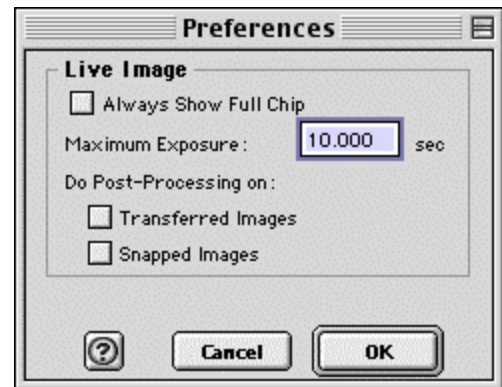 Preferences
Live Image
Always Show Full Chip
Maximum Exposure: 10.000 sec
Do Post-Processing on:
Transferred Images
Snapped Images
? Cancel OK